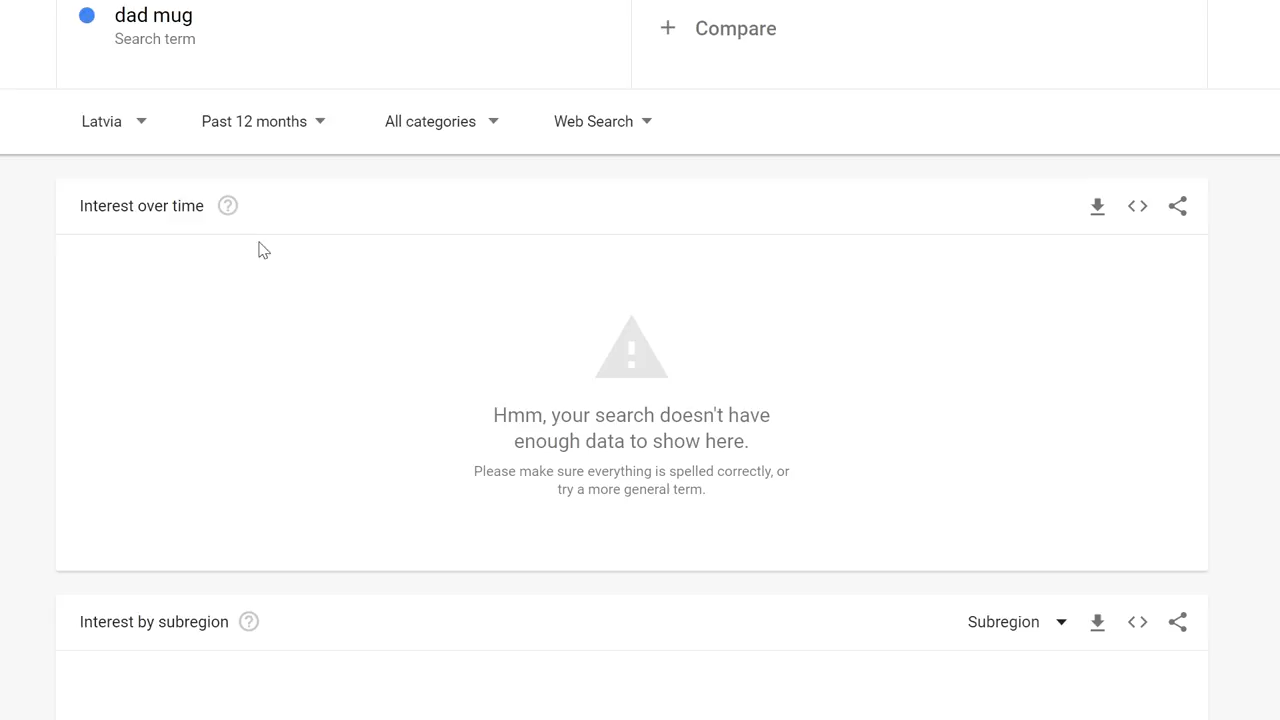 dad mug
Search term
+ Compare
Latvia
Past 12 months
All categories
Web Search
Interest over time
Hmm, your search doesn't have
enough data to show here.
Please make sure everything is spelled correctly, or
try a more general term.
Interest by subregion
Subregion